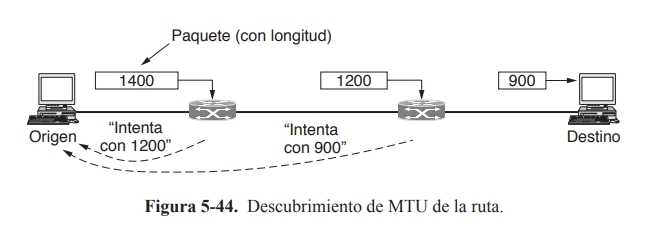 Paquete (con longitud)
1400
1200
900
Origen
“Intenta
con 1200”
“Intenta
con 900”
Destino
Figura 5-44. Descubrimiento de MTU de la ruta.